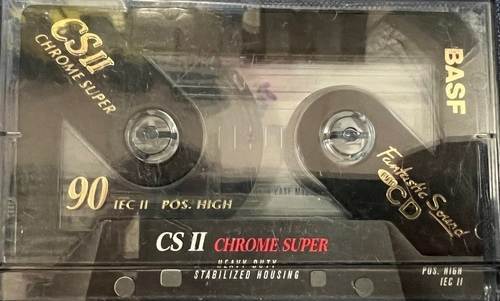 CS II
CHROME SUPER
BASF
Fantastic Sound
CD
90 IEC II POS. HIGH
CS II CHROME SUPER
HEAVY DUTY
STABILIZED HOUSING
POS. HIGH
IEC II